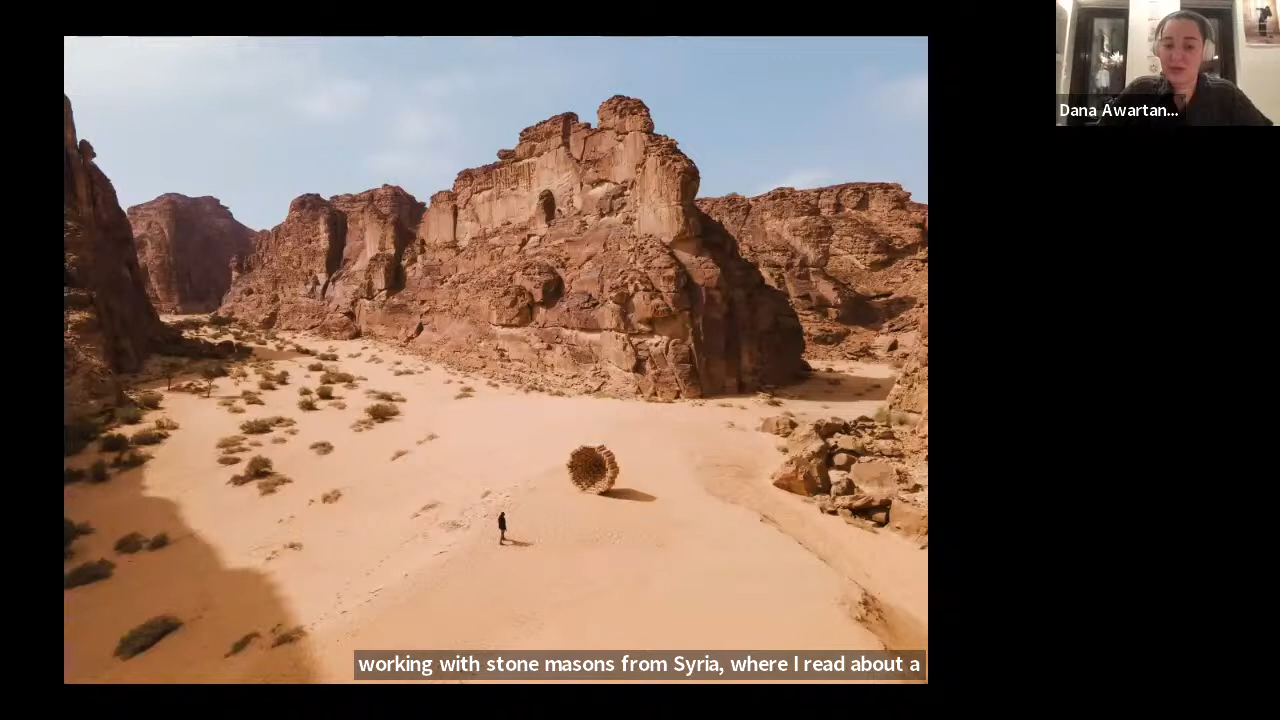 Dana Awartan...
working with stone masons from Syria, where I read about a